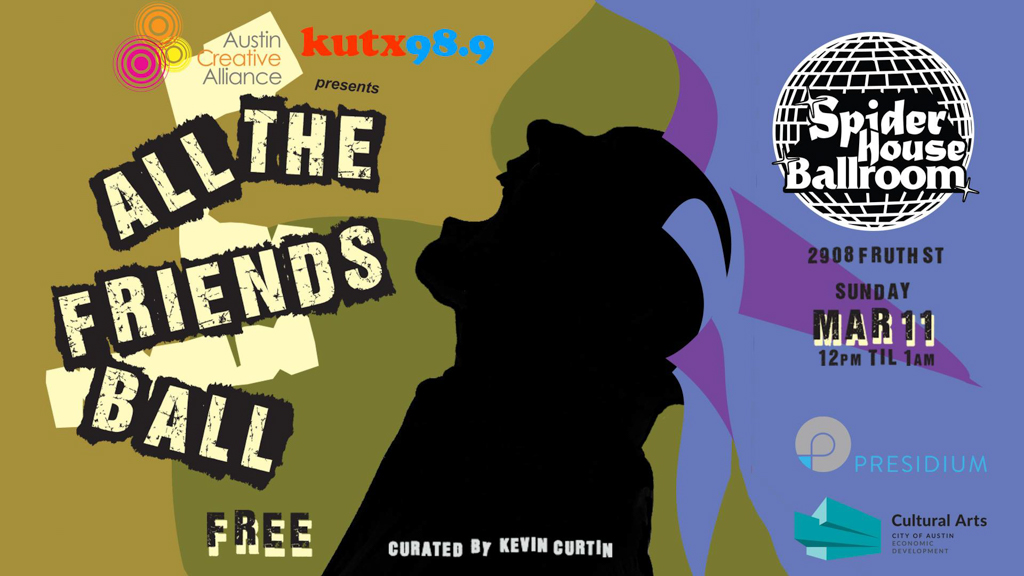 Austin
Creative
Alliance
kutx98.9
presents
ALL THE
FRIENDS
BALL
FREE
CURATED BY KEVIN CURTIN
Spider
House
Ballroom
2908 FRUTH ST
SUNDAY
MAR 11
12PM TIL 1AM
PRESIDIUM
Cultural Arts
CITY OF AUSTIN
ECONOMIC
DEVELOPMENT